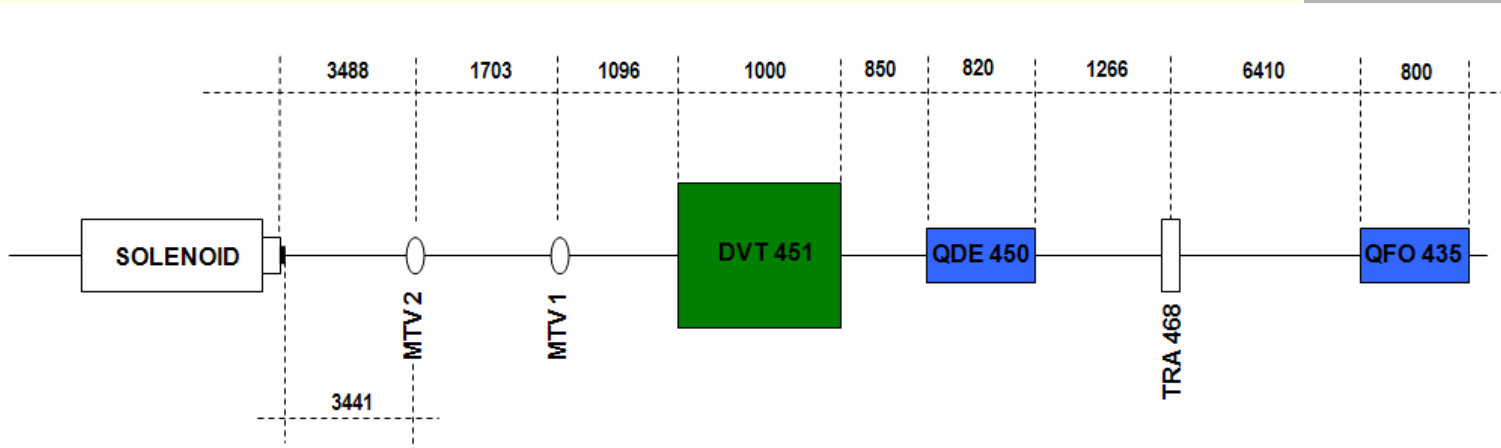 3488 1703 1096 1000 850 820 1266 6410 800
SOLENOID DVT 451 QDE 450 QFO 435
MTV 2
MTV 1
TRA 468
3441